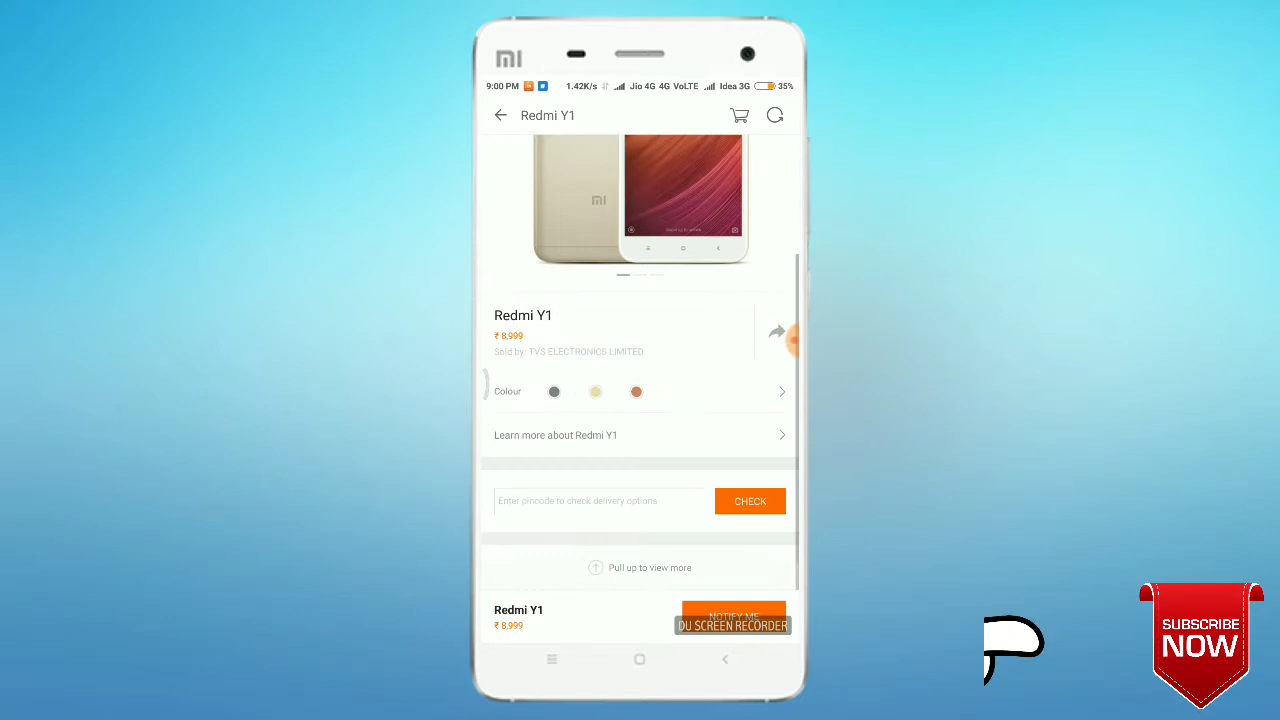 MI
9:00 PM 1.42K/s Jio 4G 4G VoLTE Idea 3G 35%
Redmi Y1
MI
Redmi Y1
₹ 8,999
Sold by: TVS ELECTRONICS LIMITED
Colour
Learn more about Redmi Y1
Enter pincode to check delivery options CHECK
Pull up to view more
Redmi Y1 NOTIFY ME
₹ 8,999 DU SCREEN RECORDER
SUBSCRIBE
NOW